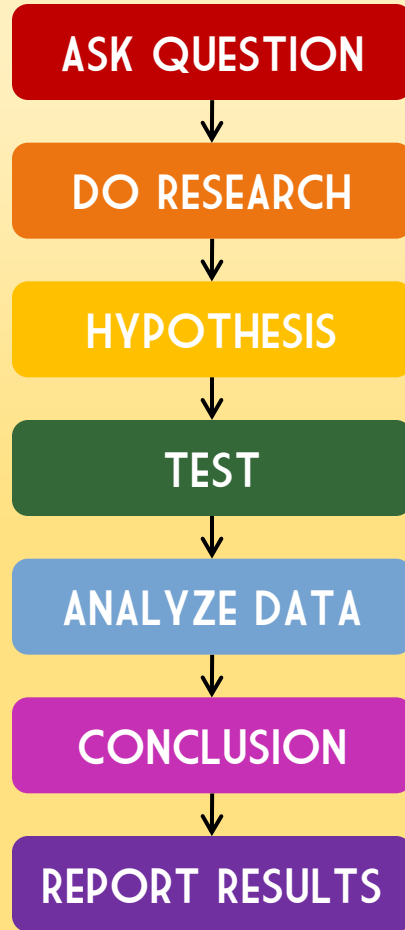 ASK QUESTION
DO RESEARCH
HYPOTHESIS
TEST
ANALYZE DATA
CONCLUSION
REPORT RESULTS